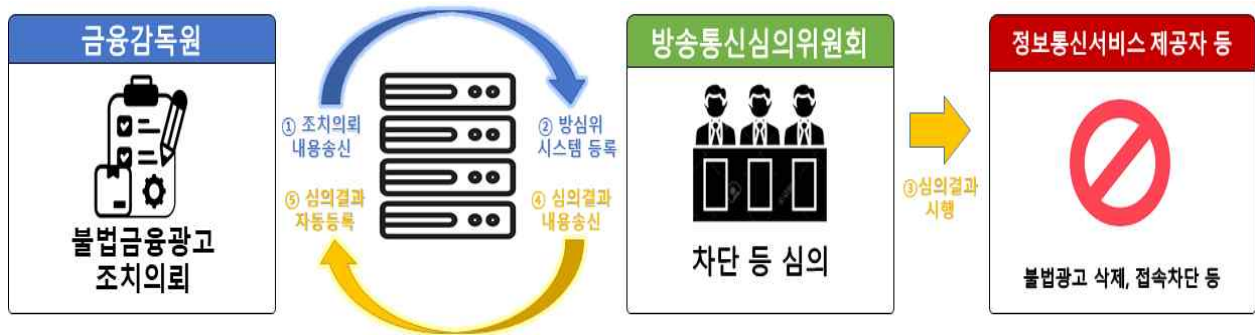 금융감독원
불법금융광고
조치의뢰
① 조치의뢰
내용송신
② 방심위
시스템 등록
⑤ 심의결과
자동등록
④ 심의결과
내용송신
방송통신심의위원회
차단 등 심의
③심의결과
시행
정보통신서비스 제공자 등
불법광고 삭제, 접속차단 등